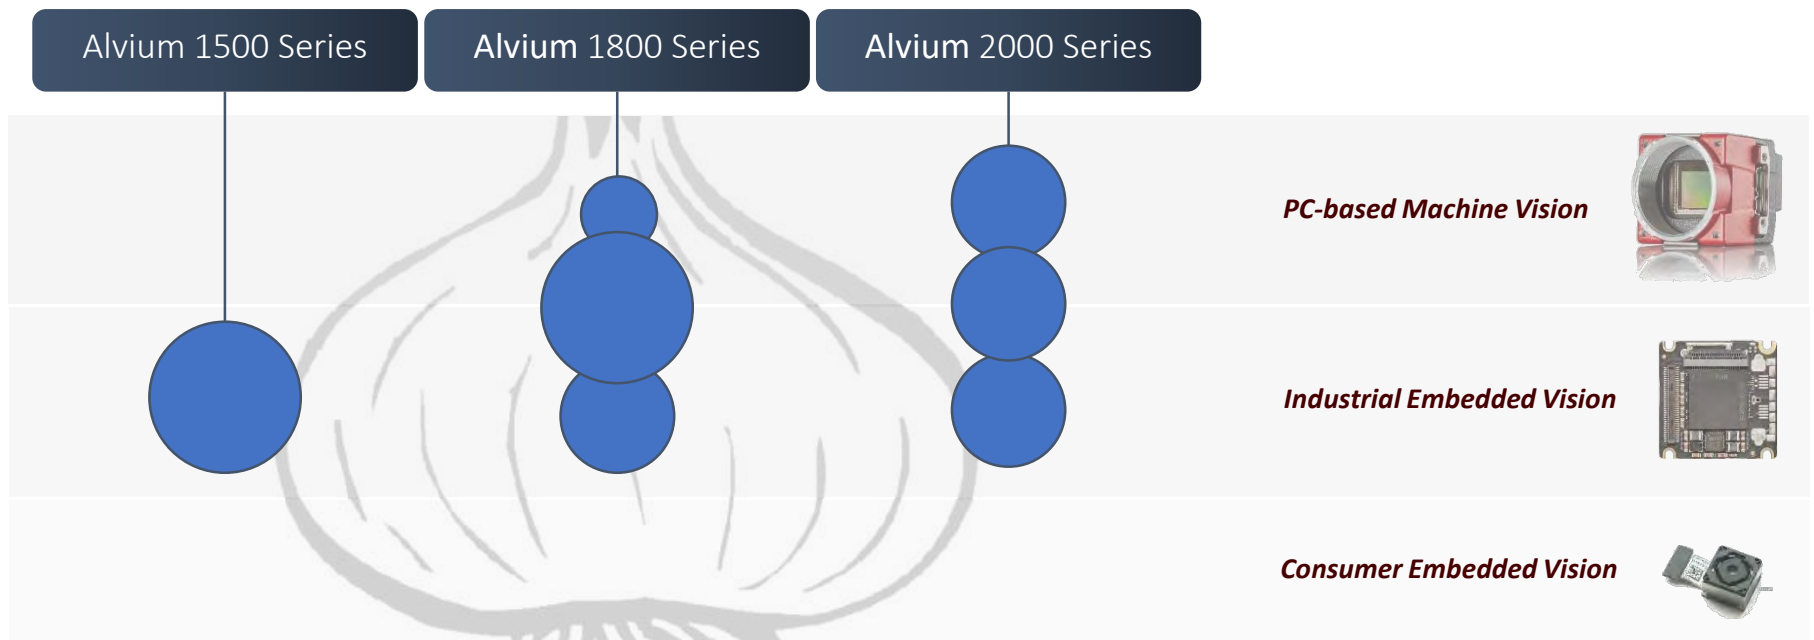 Alvium 1500 Series
Alvium 1800 Series
Alvium 2000 Series
PC-based Machine Vision
Industrial Embedded Vision
Consumer Embedded Vision